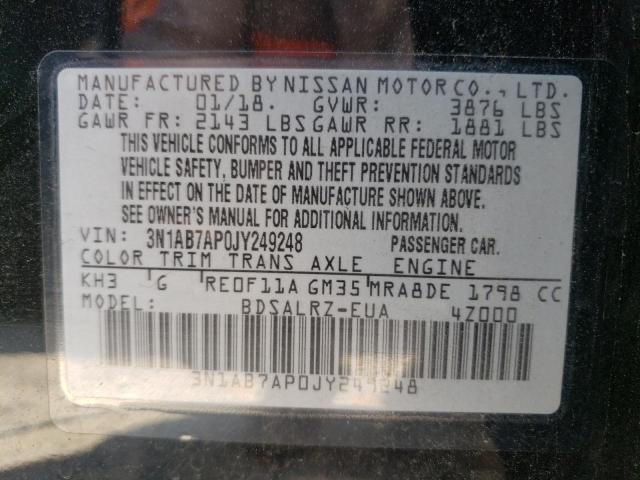 MANUFACTURED BY NISSAN MOTOR CO., LTD.
DATE: 01/18. GVWR: 3876 LBS
GAWR FR: 2143 LBS GAWR RR: 1881 LBS
THIS VEHICLE CONFORMS TO ALL APPLICABLE FEDERAL MOTOR
VEHICLE SAFETY, BUMPER AND THEFT PREVENTION STANDARDS
IN EFFECT ON THE DATE OF MANUFACTURE SHOWN ABOVE.
SEE OWNER'S MANUAL FOR ADDITIONAL INFORMATION.
VIN: 3N1AB7AP0JY249248 PASSENGER CAR.
COLOR TRIM TRANS AXLE ENGINE
KH3 G RE0F11A GM35 MRA8DE 1798 CC
MODEL: BDSALRZ-EUA 4Z000
3N1AB7AP0JY249248